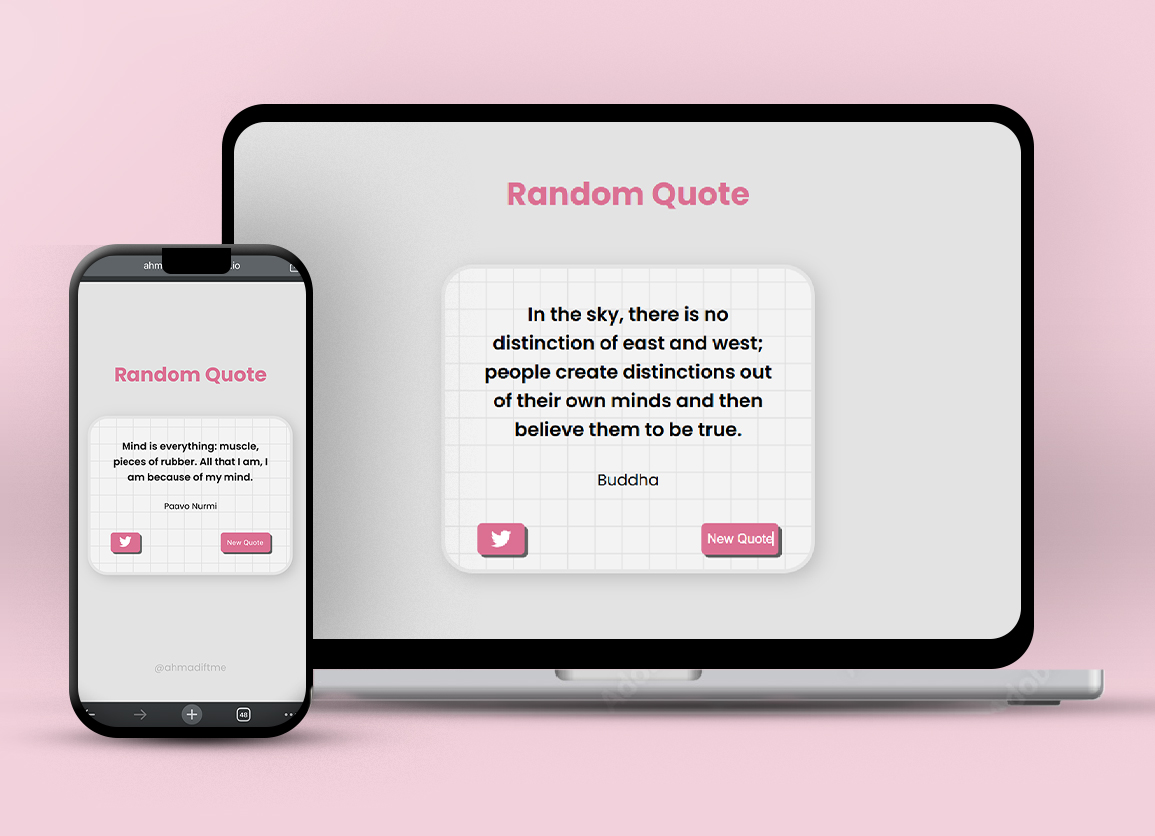 Random Quote
In the sky, there is no
distinction of east and west;
people create distinctions out
of their own minds and then
believe them to be true.
Buddha
New Quote
ahm
.io
Random Quote
Mind is everything: muscle,
pieces of rubber. All that I am, I
am because of my mind.
Paavo Nurmi
New Quote
@ahmadiftme
48